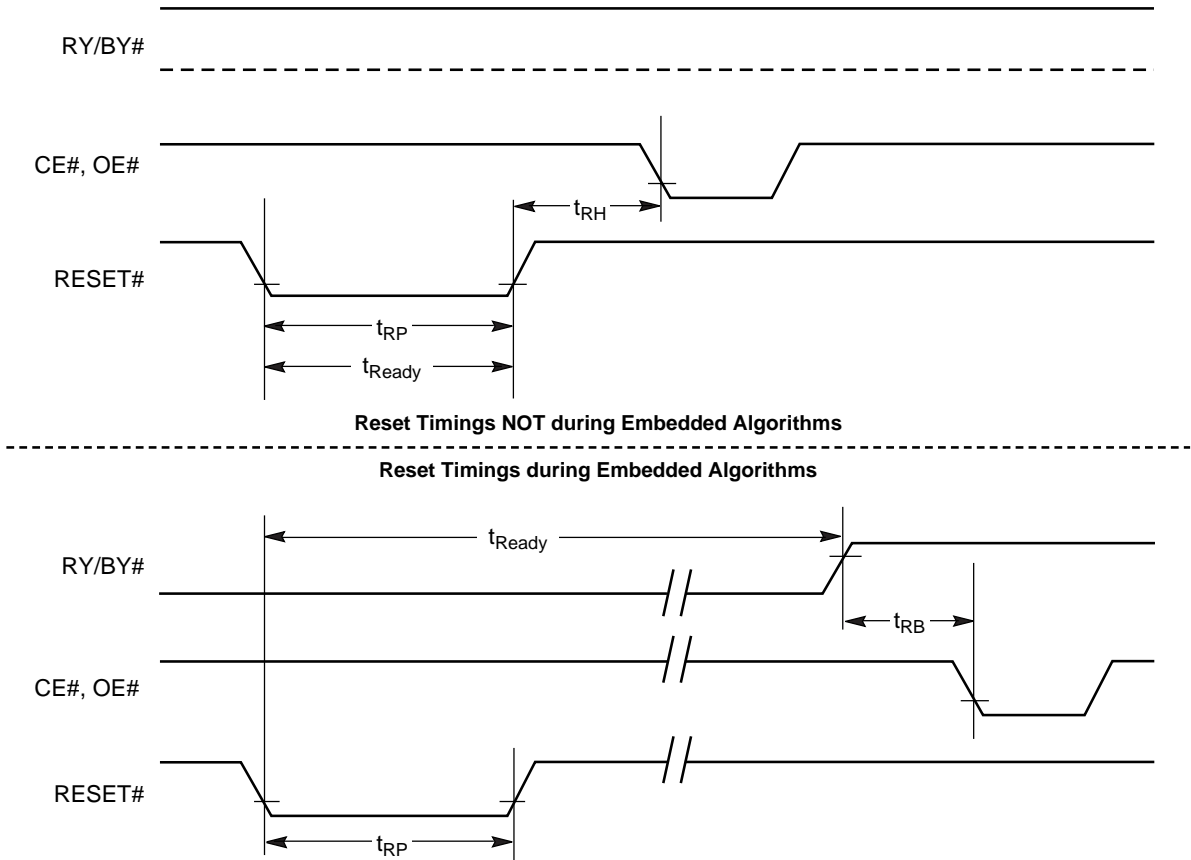 RY/BY#
CE#, OE#
tRH
RESET#
tRP
tReady
Reset Timings NOT during Embedded Algorithms
Reset Timings during Embedded Algorithms
tReady
RY/BY#
tRB
CE#, OE#
RESET#
tRP